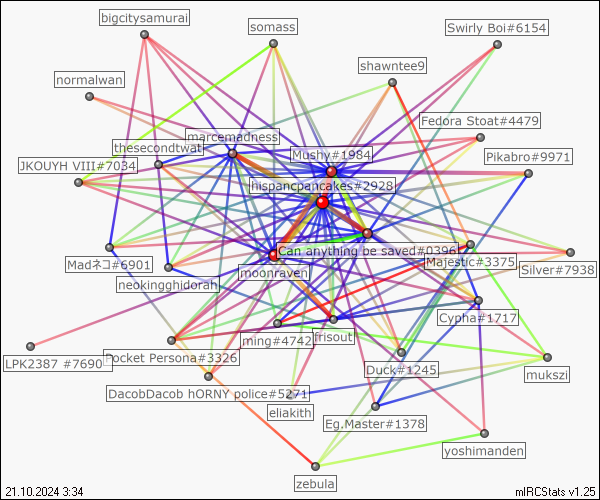 bigcitysamurai
somass
Swirly Boi#6154
shawntee9
normalwan
Fedora Stoat#4479
marcemadness
thesecondtwat
Mushy#1984
Pikabro#9971
JKOUYH VIII#7034
hispancpancakes#2928
Can anything be saved#0396
Madネコ#6901
Majestic#3375
Silver#7938
moonraven
neokingghidorah
Cypha#1717
frisout
ming#4742
Pocket Persona#3326
LPK2387 #7690
Duck#1245
mukszi
DacobDacob hORNY police#5271
eliakith
Eg.Master#1378
yoshimanden
zebula
21.10.2024 3:34
mIRCStats v1.25